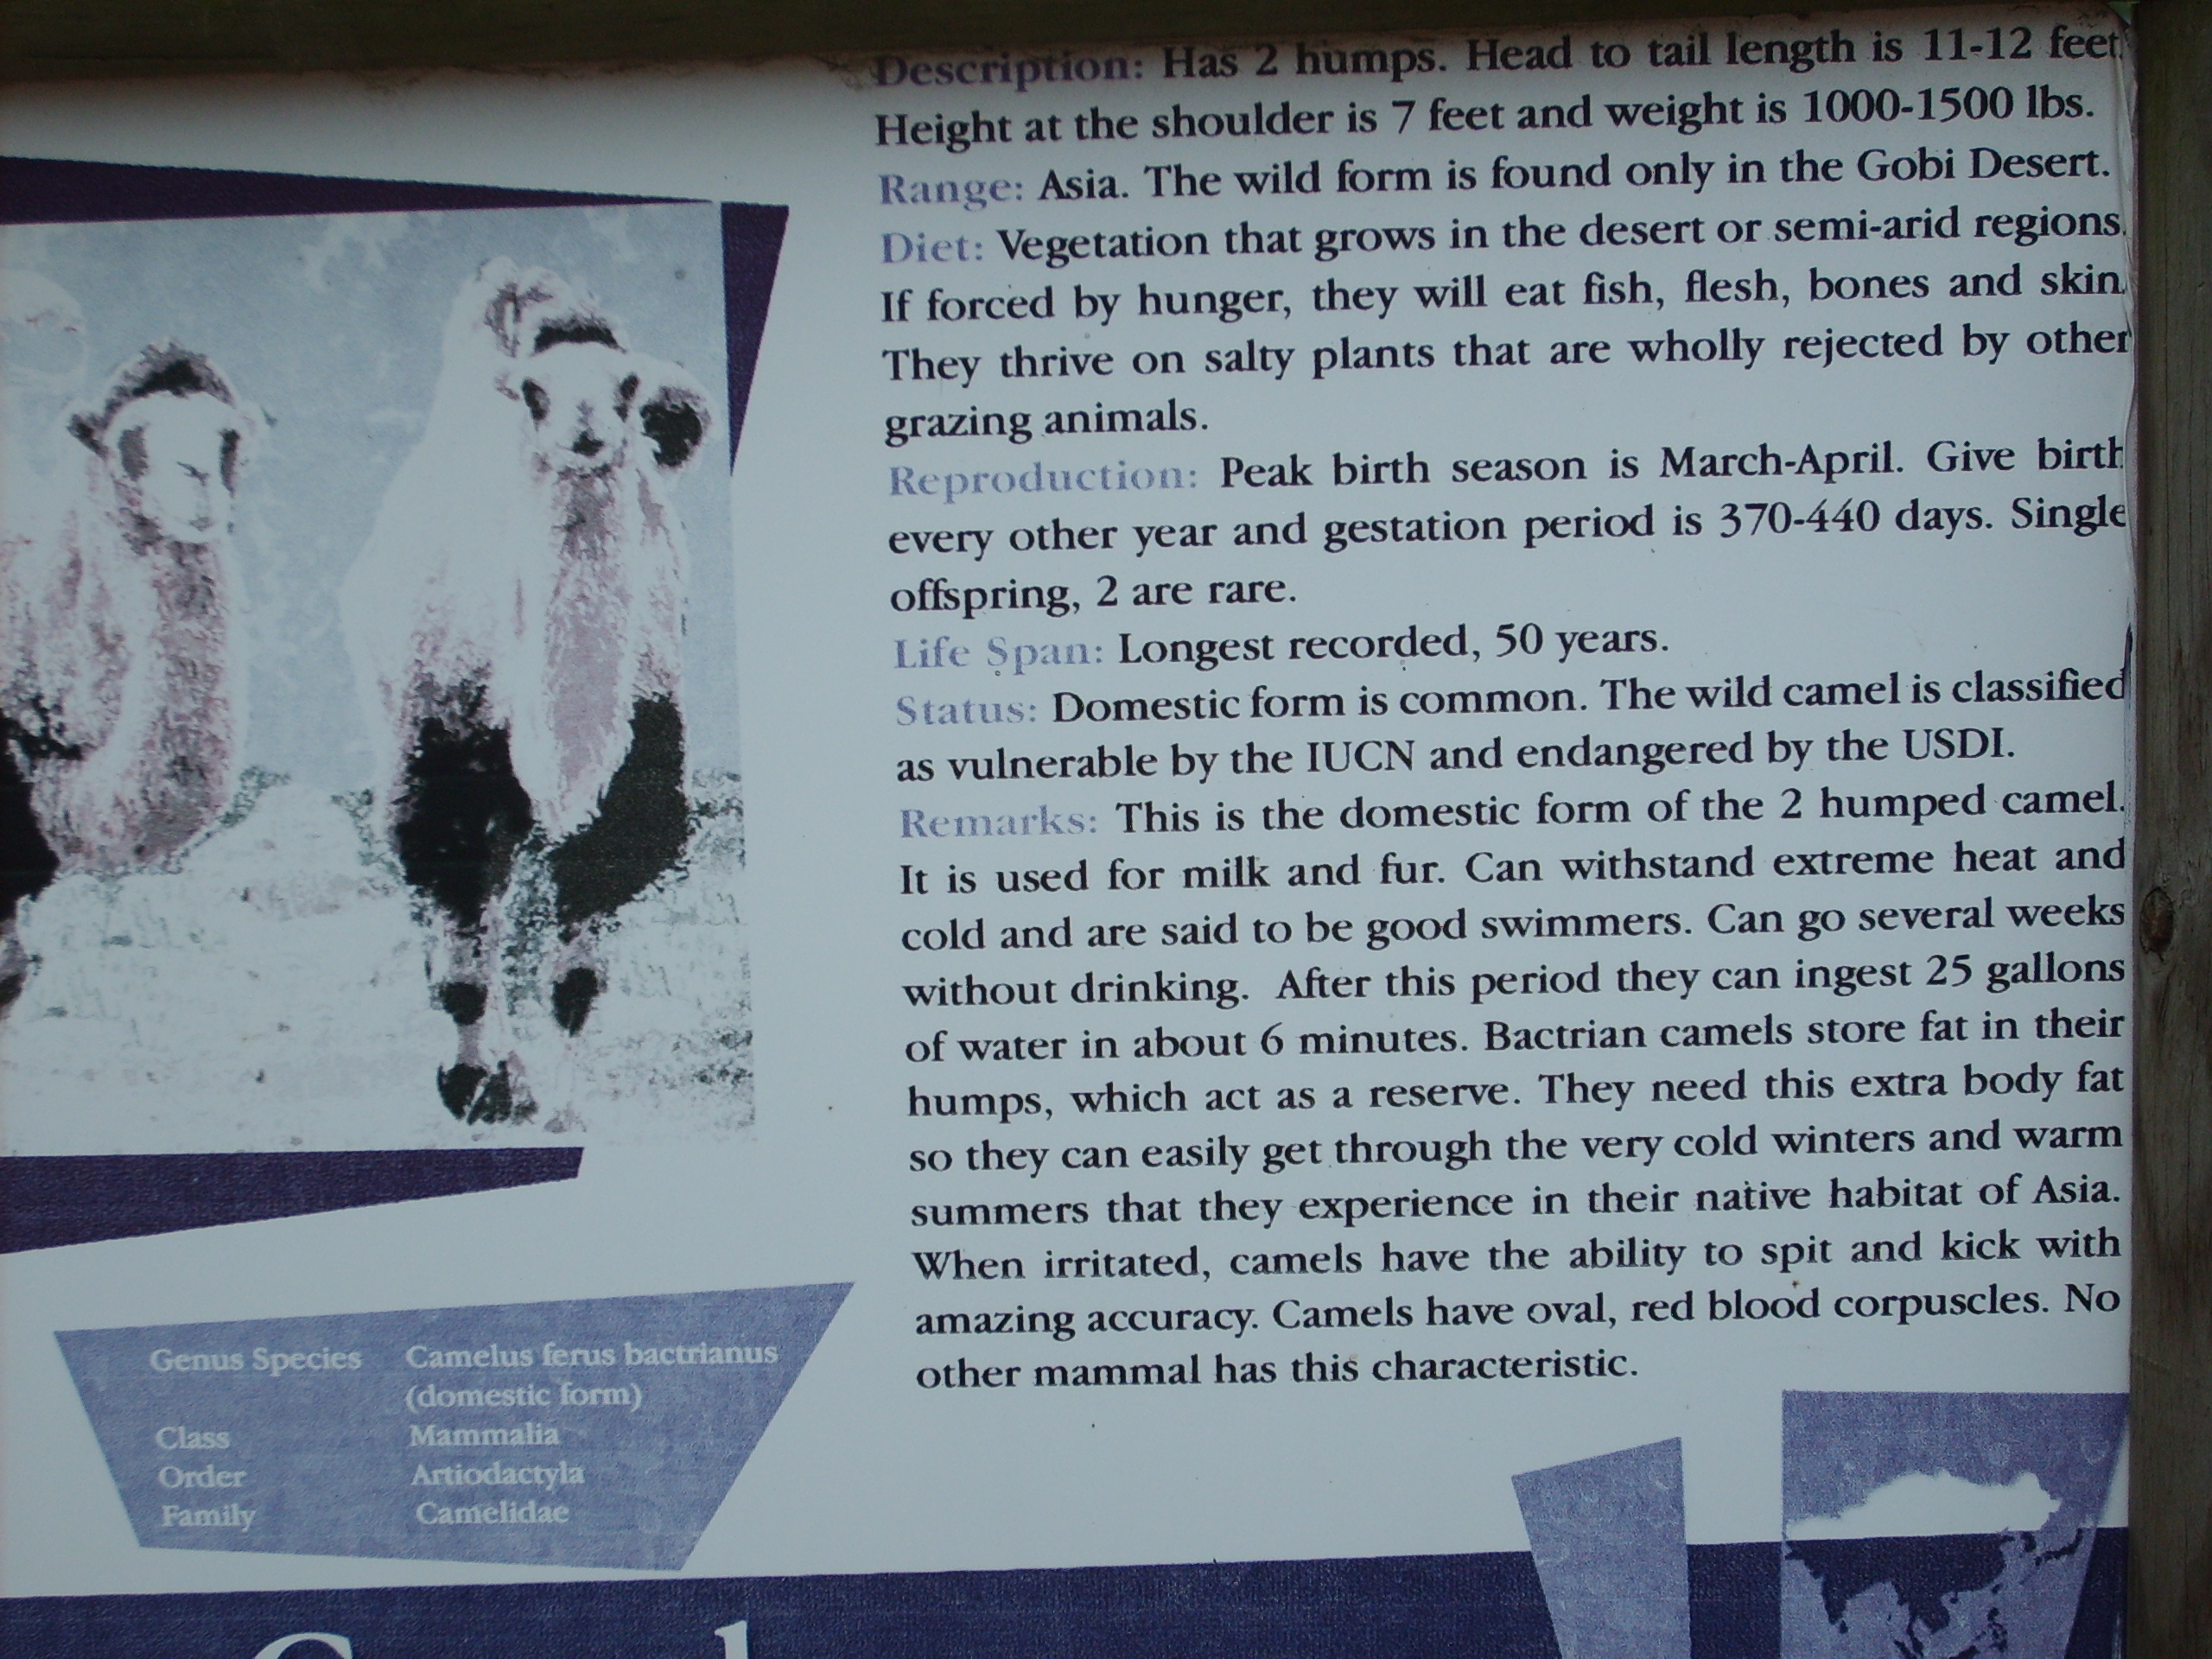 Description: Has 2 humps. Head to tail length is 11-12 feet.
Height at the shoulder is 7 feet and weight is 1000-1500 lbs.
Range: Asia. The wild form is found only in the Gobi Desert.
Diet: Vegetation that grows in the desert or semi-arid regions.
If forced by hunger, they will eat fish, flesh, bones and skin.
They thrive on salty plants that are wholly rejected by other
grazing animals.
Reproduction: Peak birth season is March-April. Give birth
every other year and gestation period is 370-440 days. Single
offspring, 2 are rare.
Life Span: Longest recorded, 50 years.
Status: Domestic form is common. The wild camel is classified
as vulnerable by the IUCN and endangered by the USDI.
Remarks: This is the domestic form of the 2 humped camel.
It is used for milk and fur. Can withstand extreme heat and
cold and are said to be good swimmers. Can go several weeks
without drinking. After this period they can ingest 25 gallons
of water in about 6 minutes. Bactrian camels store fat in their
humps, which act as a reserve. They need this extra body fat
so they can easily get through the very cold winters and warm
summers that they experience in their native habitat of Asia.
When irritated, camels have the ability to spit and kick with
amazing accuracy. Camels have oval, red blood corpuscles. No
other mammal has this characteristic.
Genus Species Camelus ferus bactrianus
(domestic form)
Class Mammalia
Order Artiodactyla
Family Camelidae